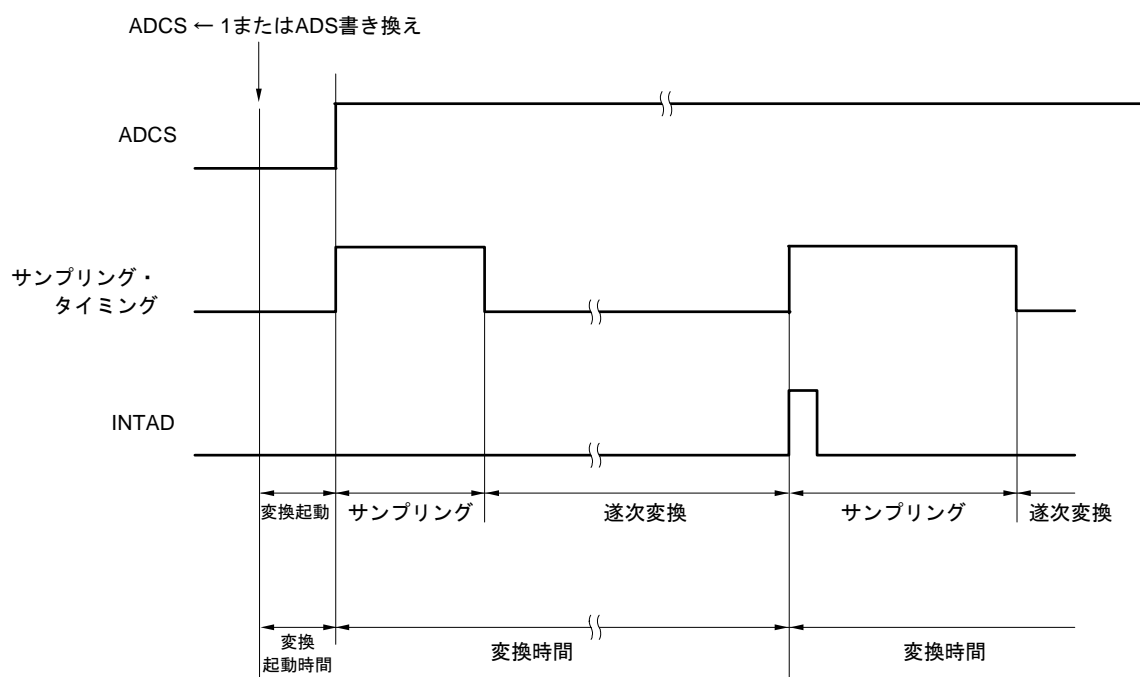 ADCS ← 1またはADS書き換え
ADCS
サンプリング・
タイミング
INTAD
変換起動
サンプリング
遂次変換
サンプリング
遂次変換
変換
起動時間
変換時間
変換時間